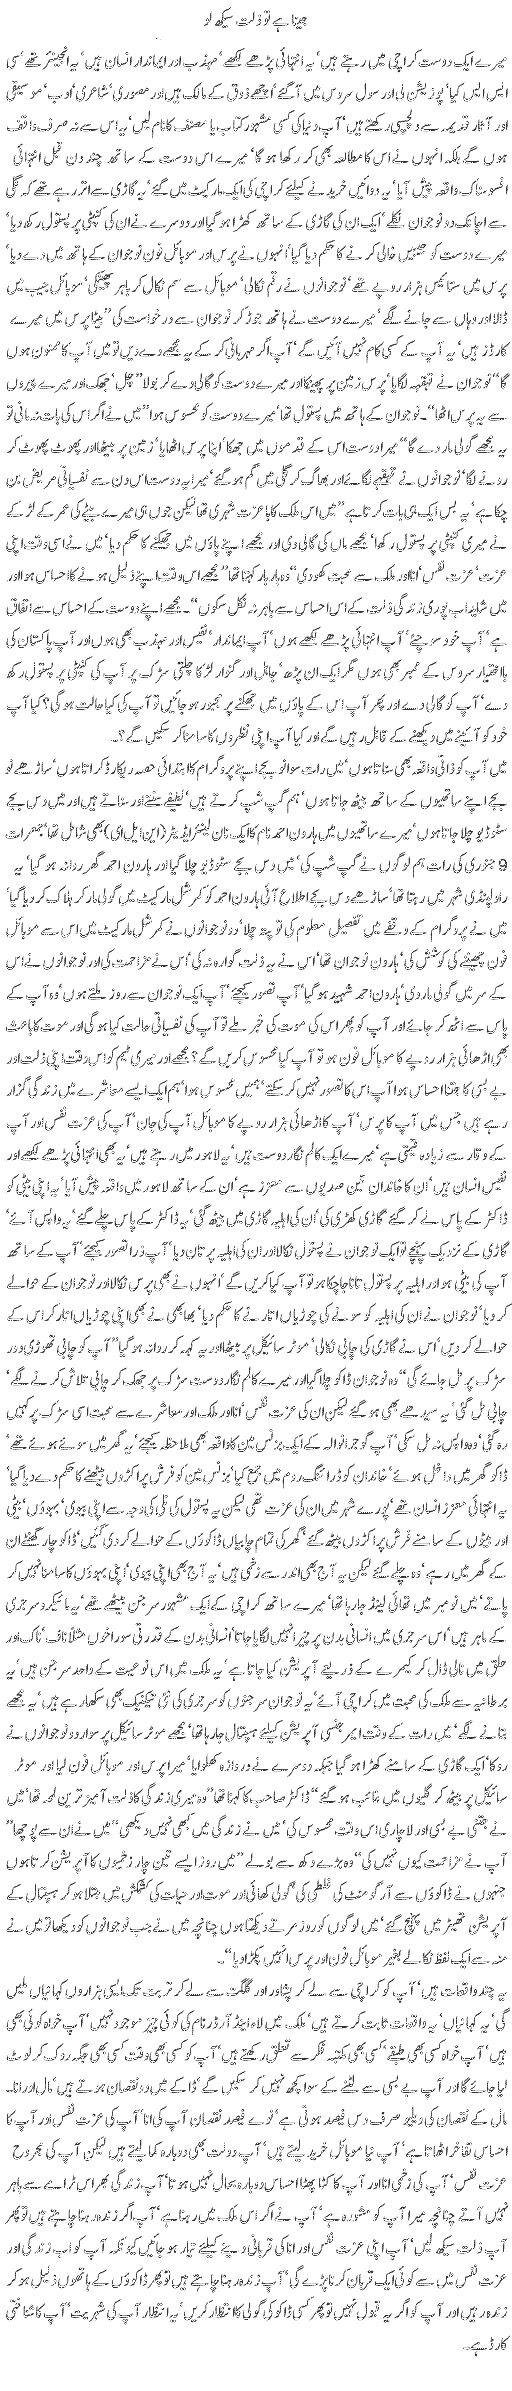 جینا ہے تو ذلت سیکھ لو
میرے ایک دوست کراچی میں رہتے ہیں‘ یہ انتہائی پڑھے لکھے‘ مہذب اور ایماندار انسان ہیں‘ یہ انجینئر تھے‘ سی
ایس ایس کیا‘ پوزیشن لی اور سول سروس میں آ گئے‘ اچھے ذوق کے مالک ہیں اور مصوری‘ شاعری‘ ادب‘ موسیقی
اور آثار قدیمہ سے دلچسپی رکھتے ہیں‘ آپ دنیا کی کسی مشہور کتاب یا مصنف کا نام لیں‘ یہ اس سے نہ صرف واقف
ہوں گے بلکہ انہوں نے اس کا مطالعہ بھی کر رکھا ہو گا‘ میرے اس دوست کے ساتھ چند دن قبل انتہائی
افسوسناک واقعہ پیش آیا‘ یہ دوائیں خریدنے کیلئے کراچی کی ایک مارکیٹ میں گئے‘ یہ گاڑی سے اتر رہے تھے کہ گلی
سے اچانک دو نوجوان نکلے‘ ایک ان کی گاڑی کے ساتھ کھڑا ہو گیا اور دوسرے نے ان کی کنپٹی پر پستول رکھ دیا‘
میرے دوست کو جیبیں خالی کرنے کا حکم دیا گیا‘ انہوں نے پرس اور موبائل فون نوجوان کے ہاتھ میں دے دیا‘
پرس میں ستائیس ہزار روپے تھے‘ نوجوانوں نے رقم نکالی‘ موبائل سے سم نکال کر باہر پھینکی‘ موبائل جیب میں
ڈالا اور وہاں سے جانے لگے‘ میرے دوست نے ہاتھ جوڑ کر نوجوان سے درخواست کی ’’بیٹا پرس میں میرے
کارڈز ہیں‘ یہ آپ کے کسی کام نہیں آئیں گے‘ آپ اگر مہربانی کر کے یہ مجھے دے دیں تو میں آپ کا ممنون ہوں
گا‘‘ نوجوان نے قہقہہ لگایا‘ پرس زمین پر پھینکا اور میرے دوست کو گالی دے کر بولا ’’چل‘ جھک اور میرے پیروں
سے یہ پرس اٹھا‘‘۔ نوجوان کے ہاتھ میں پستول تھا‘ میرے دوست کو محسوس ہوا ’’میں نے اگر اس کی بات نہ مانی تو
یہ مجھے گولی مار دے گا‘‘ میرا دوست اس کے قدموں میں جھکا‘ اپنا پرس اٹھایا‘ زمین پر بیٹھا اور پھوٹ پھوٹ کر
رونے لگا‘ نوجوانوں نے قہقہے لگائے اور بھاگ کر گلی میں گم ہو گئے‘ میرا یہ دوست اس دن سے نفسیاتی مریض بن
چکا ہے‘ یہ بس ایک ہی بات کرتا ہے ’’میں اس ملک کا باعزت شہری تھا لیکن جوں ہی میرے بیٹے کی عمر کے لڑکے
نے میری کنپٹی پر پستول رکھا‘ مجھے ماں کی گالی دی اور مجھے اپنے پاؤں میں جھکنے کا حکم دیا‘ میں نے اسی وقت اپنی
عزت‘ عزت نفس‘ انا اور ملک سے محبت کھو دی‘‘ وہ بار بار کہتا تھا ’’مجھے اس وقت اپنے ذلیل ہونے کا احساس ہوا اور
میں شاید اب پوری زندگی ذلت کے اس احساس سے باہر نہ نکل سکوں‘‘۔ مجھے اپنے دوست کے احساس سے اتفاق
ہے‘ آپ خود سوچئے‘ آپ انتہائی پڑھے لکھے ہوں‘ آپ ایماندار‘ نفیس اور مہذب بھی ہوں اور آپ پاکستان کی
بااختیار سروس کے ممبر بھی ہوں مگر ایک ان پڑھ‘ جاہل اور گنوار لڑکا چلتی سڑک پر آپ کی کنپٹی پر پستول رکھ
دے‘ آپ کو گالی دے اور پھر آپ اس کے پاؤں میں جھکنے پر مجبور ہو جائیں تو آپ کی کیا حالت ہو گی؟ کیا آپ
خود کو آئینے میں دیکھنے کے قابل رہیں گے اور کیا آپ اپنی نظروں کا سامنا کر سکیں گے؟۔
میں آپ کو ذاتی واقعہ بھی سناتا ہوں‘ میں رات سوا نو بجے اپنے پروگرام کا ابتدائی حصہ ریکارڈ کراتا ہوں‘ ساڑھے نو
بجے اپنے ساتھیوں کے ساتھ بیٹھ جاتا ہوں‘ ہم گپ شپ کرتے ہیں‘ لطیفے سنتے اور سناتے ہیں اور میں دس بجے
سٹوڈیو چلا جاتا ہوں‘ میرے ساتھیوں میں ہارون احمد نام کا ایک نان لینئر ایڈیٹر (این ایل ای) بھی شامل تھا‘ جمعرات
9 جنوری کی رات ہم لوگوں نے گپ شپ کی‘ میں دس بجے سٹوڈیو چلا گیا اور ہارون احمد گھر روانہ ہو گیا‘ یہ
راولپنڈی شہر میں رہتا تھا‘ ساڑھے دس بجے اطلاع آئی ہارون احمد کو کمرشل مارکیٹ میں گولی مار کر ہلاک کر دیا گیا‘
میں نے پروگرام کے وقفے میں تفصیل معلوم کی تو پتہ چلا‘ دو نوجوانوں نے کمرشل مارکیٹ میں اس سے موبائل
فون چھیننے کی کوشش کی‘ ہارون نوجوان تھا‘ اس نے یہ ذلت گوارہ نہ کی‘ اس نے مزاحمت کی اور نوجوانوں نے اس
کے سر میں گولی مار دی‘ ہارون احمد شہید ہو گیا‘ آپ تصور کیجئے‘ آپ ایک نوجوان سے روز ملتے ہوں‘ وہ آپ کے
پاس سے اٹھ کر جائے اور آپ کو پھر اس کی موت کی خبر ملے تو آپ کی نفسیاتی حالت کیا ہو گی اور موت کا باعث
بھی اڑھائی ہزار روپے کا موبائل فون ہو تو آپ کیا محسوس کریں گے؟ مجھے اور میری ٹیم کو اس وقت اپنی ذلت اور
بے بسی کا جتنا احساس ہوا آپ اس کا تصور نہیں کر سکتے‘ ہمیں محسوس ہوا‘ ہم ایک ایسے معاشرے میں زندگی گزار
رہے ہیں جس میں آپ کا پرس‘ آپ کا اڑھائی ہزار روپے کا موبائل آپ کی جان‘ آپ کی عزت نفس اور آپ
کے وقار سے زیادہ قیمتی ہے‘ میرے ایک کالم نگار دوست ہیں‘ یہ لاہور میں رہتے ہیں‘ یہ بھی انتہائی پڑھے لکھے اور
نفیس انسان ہیں‘ ان کا خاندان تین صدیوں سے معزز ہے‘ ان کے ساتھ لاہور میں واقعہ پیش آیا‘ یہ اپنی بیٹی کو
ڈاکٹر کے پاس لے کر گئے‘ گاڑی کھڑی کی‘ ان کی اہلیہ گاڑی میں بیٹھ گئی‘ یہ ڈاکٹر کے پاس چلے گئے‘ یہ واپس آئے‘
گاڑی کے نزدیک پہنچے تو ایک نوجوان نے پستول نکالا اور ان کی اہلیہ پر تان دیا‘ آپ ذرا تصور کیجئے‘ آپ کے ساتھ
آپ کی بیٹی ہو اور اہلیہ پر پستول تانا جا چکا ہو تو آپ کیا کریں گے‘ انہوں نے بھی پرس نکالا اور نوجوان کے حوالے
کر دیا‘ نوجوان نے ان کی اہلیہ کو سونے کی چوڑیاں اتارنے کا حکم دیا‘ بھابھی نے بھی اپنی چوڑیاں اتار کر اس کے
حوالے کر دیں‘ اس نے گاڑی کی چابی نکالی‘ موٹر سائیکل پر بیٹھا اور یہ کہہ کر روانہ ہو گیا ’’آپ کو چابی تھوڑی دور
سڑک پر مل جائے گی‘‘ وہ نوجوان ڈاکو چلا گیا اور میرے کالم نگار دوست سڑک پر جھک کر چابی تلاش کرنے لگے‘
چابی مل گئی‘ یہ سیدھے بھی ہو گئے لیکن ان کی عزت نفس‘ انا اور ملک اور معاشرے سے محبت اسی سڑک پر کہیں
رہ گئی‘ وہ واپس نہ مل سکی‘ آپ گوجرانوالہ کے ایک بزنس مین کا واقعہ بھی ملاحظہ کیجئے‘ یہ گھر میں سوئے ہوئے تھے‘
ڈاکو گھر میں داخل ہوئے‘ خاندان کو ڈرائنگ روم میں جمع کیا‘ بزنس مین کو فرش پر اکڑوں بیٹھنے کا حکم دے دیا گیا‘
یہ انتہائی معزز انسان تھے‘ پورے شہر میں ان کی عزت تھی لیکن یہ پستول کی نالی کی وجہ سے اپنی بیوی‘ بہوؤں‘ بیٹی
اور بیٹوں کے سامنے فرش پر اکڑوں بیٹھ گئے‘ گھر کی تمام چابیاں ڈاکوؤں کے حوالے کر دی گئیں‘ ڈاکو چار گھنٹے ان
کے گھر میں رہے‘ وہ چلے گئے لیکن یہ آج بھی اندر سے زخمی ہیں‘ یہ آج بھی اپنی بیوی‘ اپنی بہوؤں کا سامنا نہیں کر
پاتے‘ میں نومبر میں تھائی لینڈ جا رہا تھا‘ میرے ساتھ کراچی کے ایک مشہور سرجن بیٹھے تھے‘ یہ مائیکرو سرجری
کے ماہر ہیں‘ اس سرجری میں انسانی بدن پر چیرا نہیں لگایا جاتا‘ انسانی بدن کے قدرتی سوراخوں مثلاً ناف‘ ناک اور
حلق میں نالی ڈال کر کیمرے کے ذریعے آپریشن کیا جاتا ہے‘ یہ ملک میں اس نوعیت کے واحد سرجن ہیں‘ یہ
برطانیہ سے ملک کی محبت میں کراچی آئے‘ یہ نوجوان سرجنوں کو سرجری کی نئی تیکنیک بھی سکھا رہے ہیں‘ یہ مجھے
بتانے لگے‘ میں رات کے وقت ایمرجنسی آپریشن کیلئے ہسپتال جا رہا تھا‘ مجھے موٹر سائیکل پر سوار دو نوجوانوں نے
روکا‘ ایک گاڑی کے سامنے کھڑا ہو گیا جبکہ دوسرے نے دروازہ کھلوایا‘ میرا پرس اور موبائل فون لیا اور موٹر
سائیکل پر بیٹھ کر گلیوں میں غائب ہو گئے‘‘ ڈاکٹر صاحب کا کہنا تھا ’’وہ میری زندگی کا ذلت آمیز ترین لمحہ تھا‘ میں
نے جتنی بے بسی اور لاچاری اس وقت محسوس کی‘ میں نے زندگی میں کبھی نہیں دیکھی‘‘ میں نے ان سے پوچھا ’’
آپ نے مزاحمت کیوں نہیں کی‘‘ وہ بڑے دکھ سے بولے ’’میں روز ایسے تین چار زخمیوں کا آپریشن کرتا ہوں
جنہوں نے ڈاکوؤں سے آرگومنٹ کی غلطی کی‘ گولی کھائی اور موت اور حیات کی کشمکش میں مبتلا ہو کر ہسپتال کے
آپریشن تھیٹر میں پہنچ گئے‘ میں لوگوں کو روز مرتے دیکھتا ہوں چنانچہ میں نے جب نوجوانوں کو دیکھا تو میں نے
منہ سے ایک لفظ نکالے بغیر موبائل فون اور پرس انہیں پکڑا دیا‘‘۔
یہ چند واقعات ہیں‘ آپ کو کراچی سے لے کر پشاور اور گلگت سے لے کر تربت تک ایسی ہزاروں کہانیاں ملیں
گی‘ یہ کہانیاں‘ یہ واقعات ثابت کرتے ہیں‘ ملک میں لاء اینڈ آرڈر نام کی کوئی چیز موجود نہیں‘ آپ خواہ کوئی بھی
ہیں‘ آپ خواہ کسی بھی طبقے‘ کسی بھی مکتبہ فکر سے تعلق رکھتے ہیں‘ آپ کو کسی بھی وقت کسی بھی جگہ روک کر لوٹ
لیا جائے گا اور آپ بے بسی سے لٹنے کے سوا کچھ نہیں کر سکیں گے‘ ڈاکے میں دو نقصان ہوتے ہیں‘ مال اور انا۔
مال کے نقصان کی ویلیو صرف دس فیصد ہوتی ہے‘ نوے فیصد نقصان آپ کی انا‘ آپ کی عزت نفس اور آپ کا
احساس تفاخر اٹھاتا ہے‘ آپ نیا موبائل خرید لیتے ہیں‘ آپ دولت بھی دوبارہ کما لیتے ہیں لیکن آپ کی مجروح
عزت نفس‘ آپ کی زخمی انا اور آپ کا کٹا پھٹا احساس دوبارہ بحال نہیں ہوتا‘ آپ زندگی بھر اس ٹراما سے باہر
نہیں آتے چنانچہ میرا آپ کو مشورہ ہے‘ آپ نے اگر اس ملک میں رہنا ہے‘ آپ اگر زندہ رہنا چاہتے ہیں تو پھر
آپ ذلت سیکھ لیں‘ آپ اپنی عزت نفس اور انا کی قربانی دینے کیلئے تیار ہو جائیں کیونکہ آپ کو اب زندگی اور
عزت نفس میں سے کوئی ایک قربان کرنا پڑے گی‘ آپ زندہ رہنا چاہتے ہیں تو پھر ڈاکوؤں کے ہاتھوں ذلیل ہو کر
زندہ رہیں اور آپ کو اگر یہ قبول نہیں تو پھر کسی ڈاکو کی گولی کا انتظار کریں‘ یہ انتظار آپ کی شہریت‘ آپ کا شناختی
کارڈ ہے۔